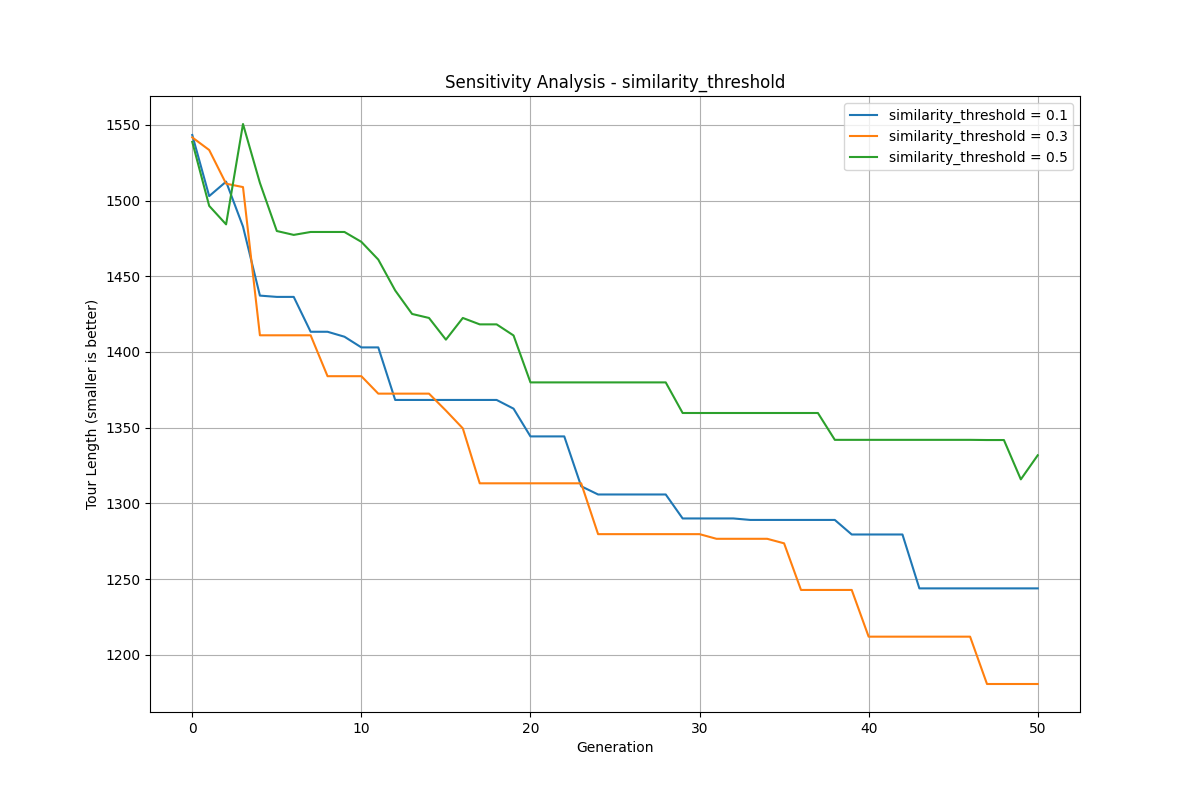 Sensitivity Analysis - similarity_threshold
similarity_threshold = 0.1
similarity_threshold = 0.3
similarity_threshold = 0.5
Tour Length (smaller is better)
1550
1500
1450
1400
1350
1300
1250
1200
0 10 20 30 40 50
Generation